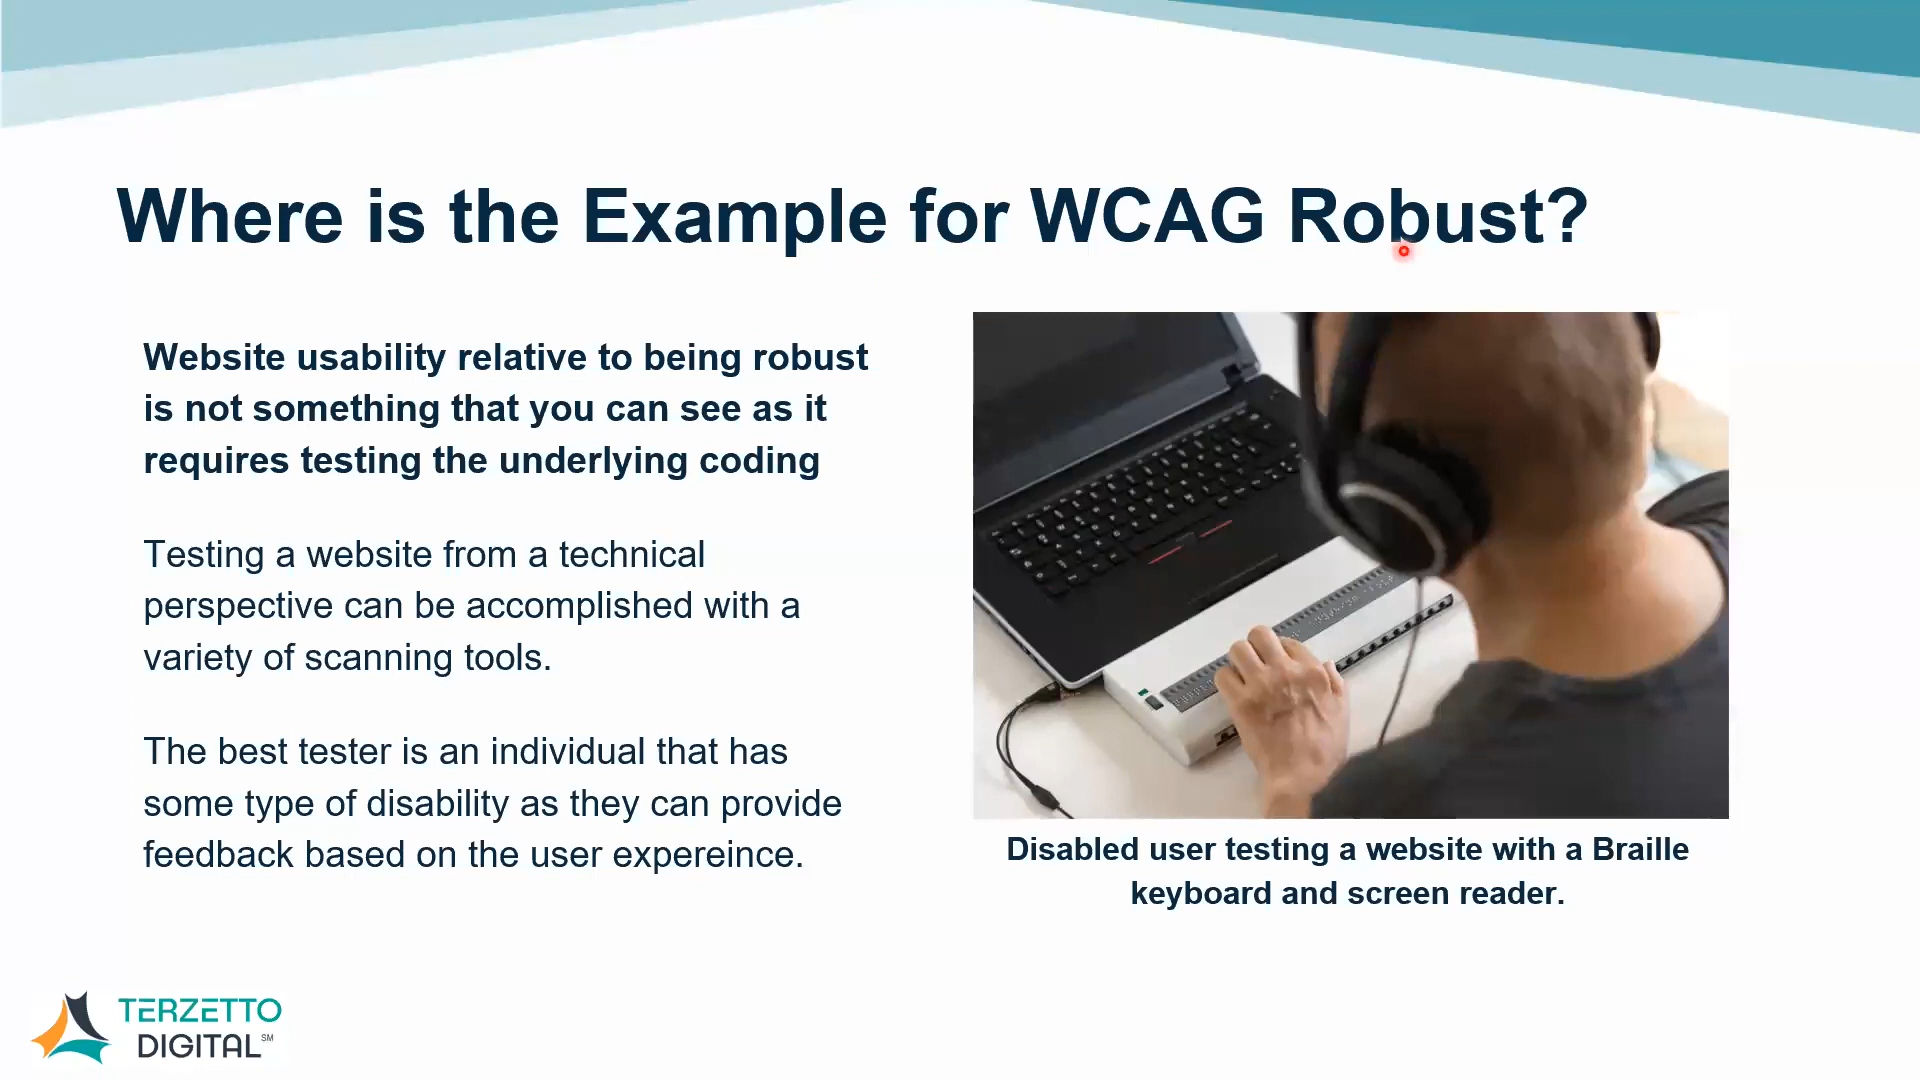 Where is the Example for WCAG Robust?
Website usability relative to being robust
is not something that you can see as it
requires testing the underlying coding
Testing a website from a technical
perspective can be accomplished with a
variety of scanning tools.
The best tester is an individual that has
some type of disability as they can provide
feedback based on the user expereince.
Disabled user testing a website with a Braille
keyboard and screen reader.
TERZETTO
DIGITAL℠